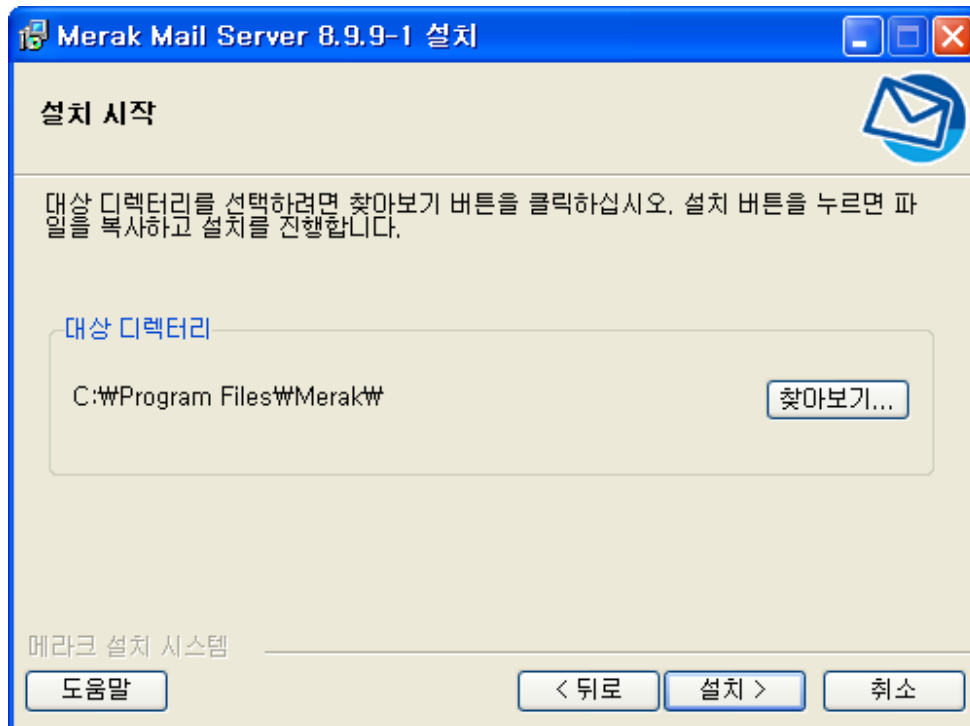 Merak Mail Server 8.9.9-1 설치
설치 시작
대상 디렉터리를 선택하려면 찾아보기 버튼을 클릭하십시오. 설치 버튼을 누르면 파
일을 복사하고 설치를 진행합니다.
대상 디렉터리
C:₩Program Files₩Merak₩
찾아보기...
메라크 설치 시스템
도움말
< 뒤로
설치 >
취소